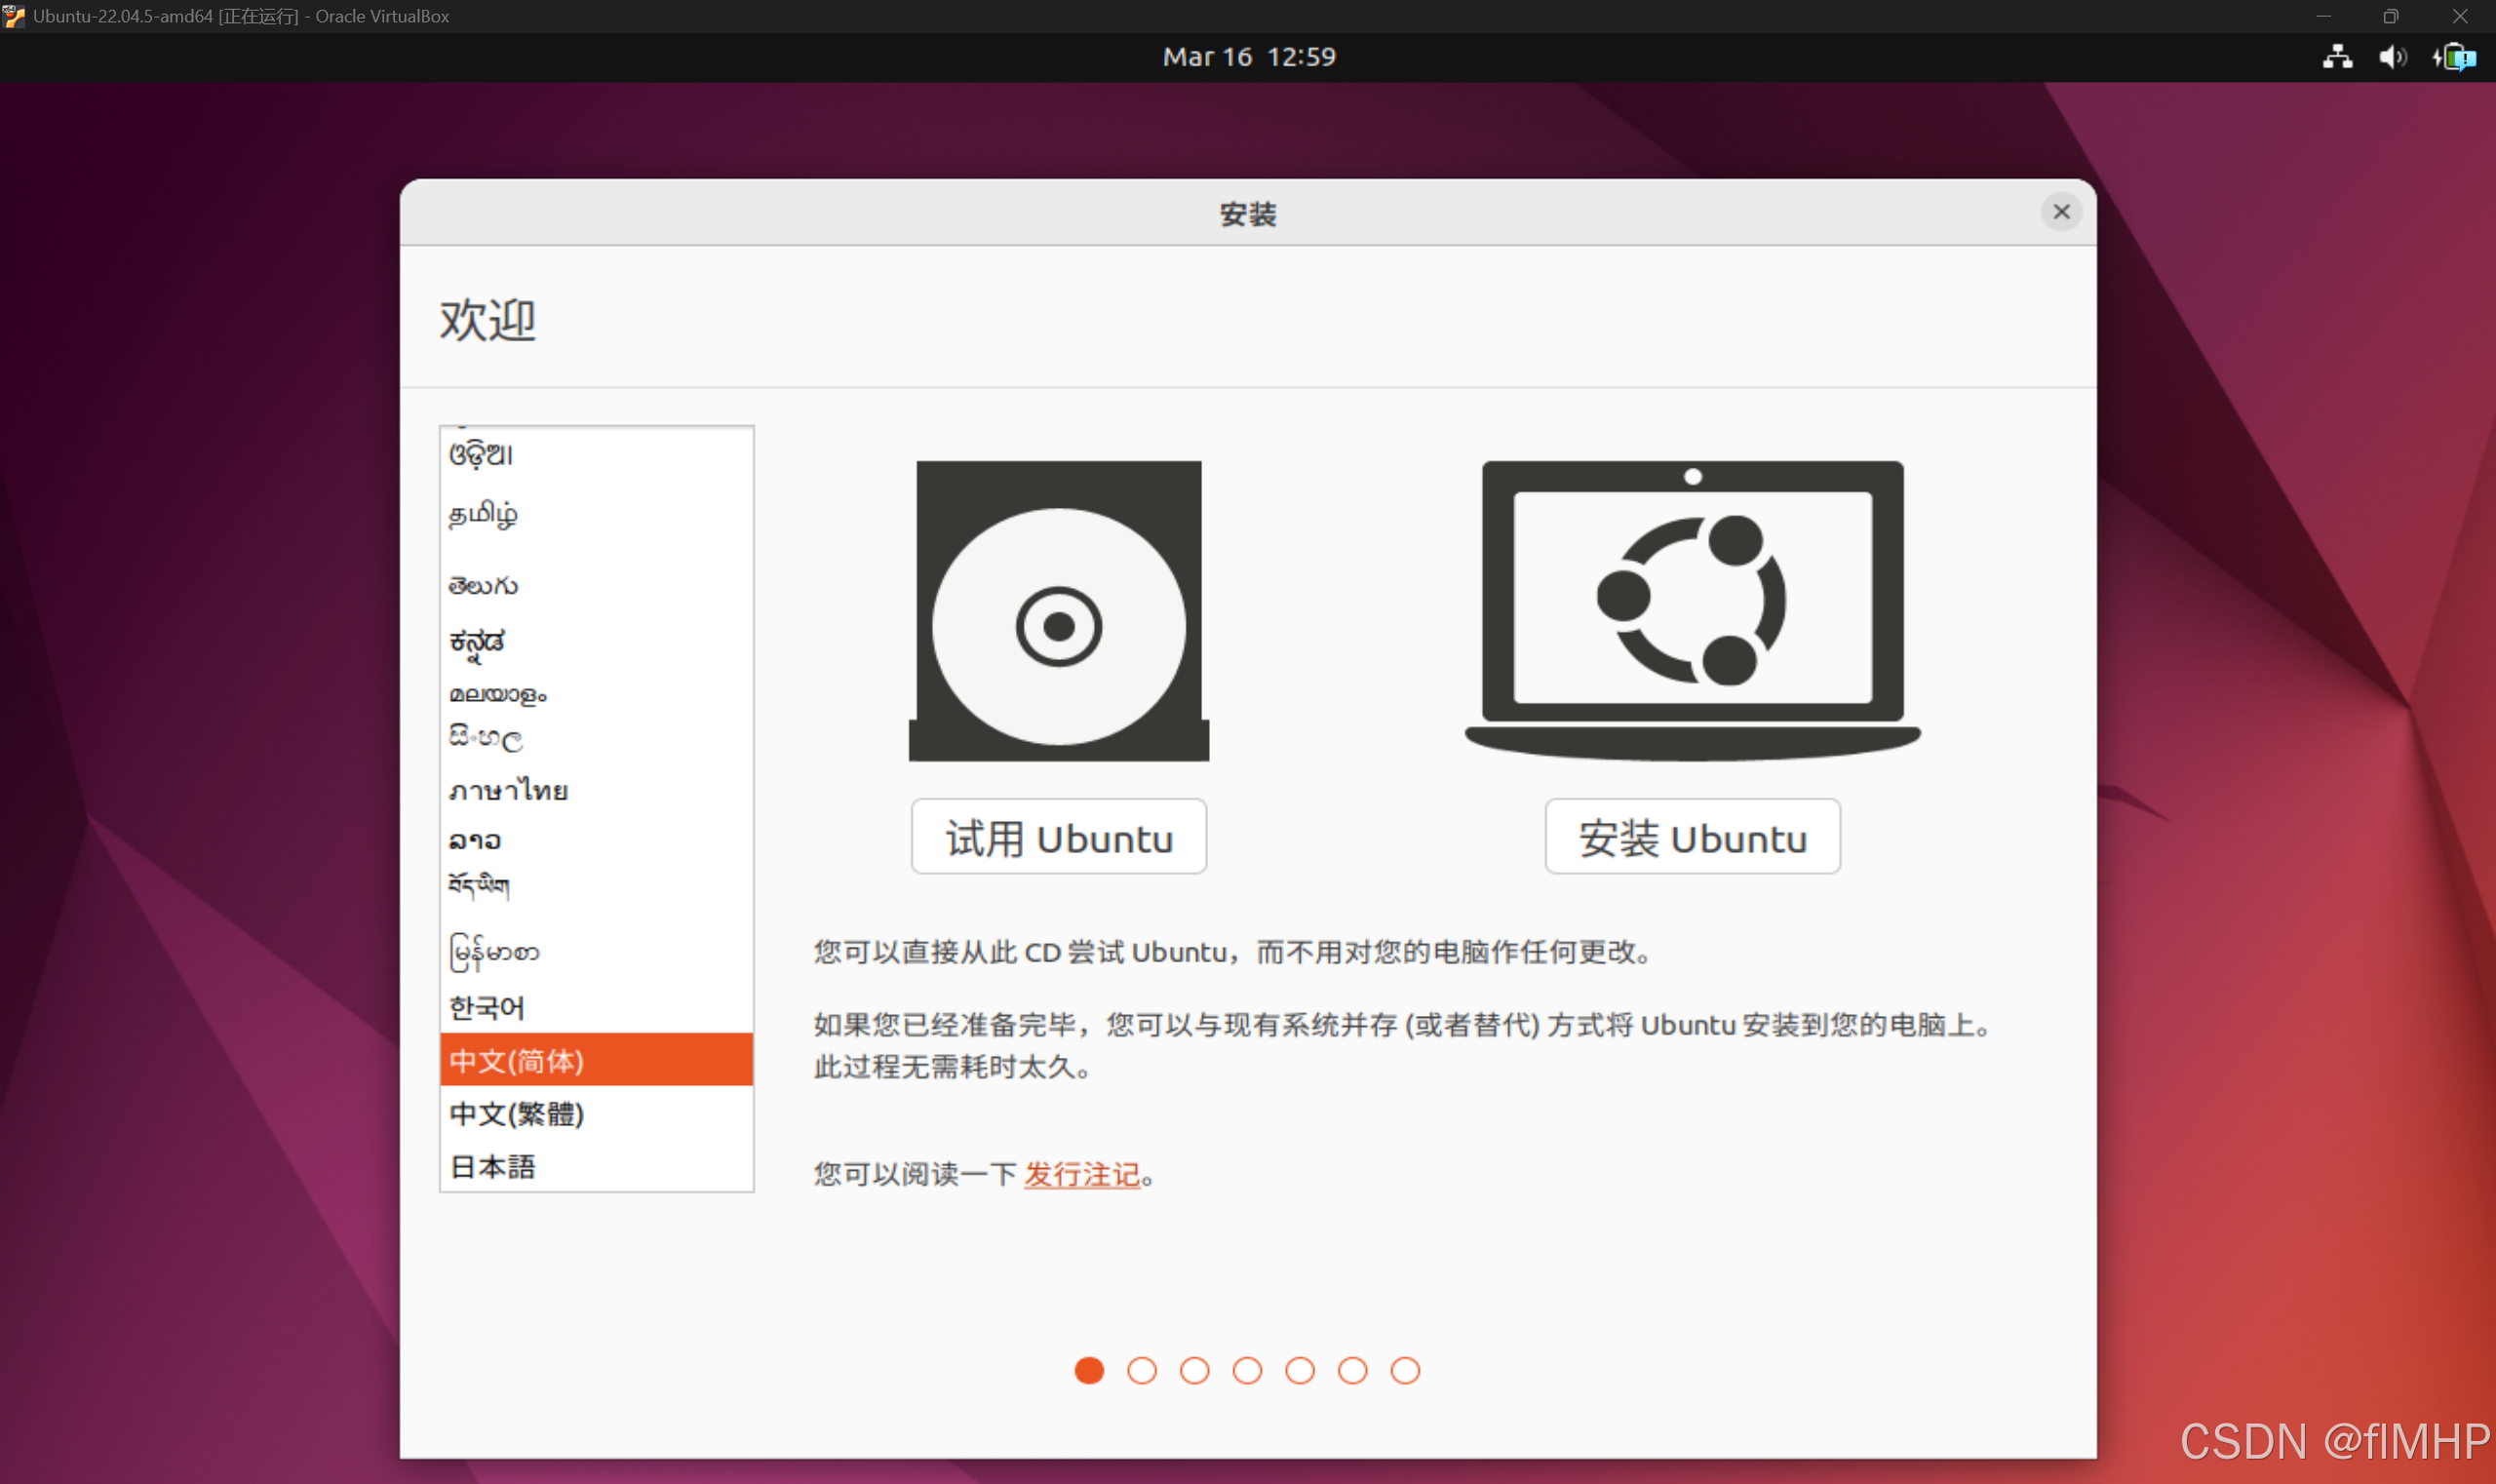 Ubuntu-22.04.5-amd64 [正在运行] - Oracle VirtualBox
Mar 16 12:59
安装
欢迎
ଓଡ଼ିଆ
தமிழ்
తెలుగు
ಕನ್ನಡ
മലയാളം
සිංහල
ภาษาไทย
ລາວ
བོད་ཡིག
မြန်မာစာ
한국어
中文(简体)
中文(繁體)
日本語
试用 Ubuntu
安装 Ubuntu
您可以直接从此 CD 尝试 Ubuntu，而不用对您的电脑作任何更改。
如果您已经准备完毕，您可以与现有系统并存 (或者替代) 方式将 Ubuntu 安装到您的电脑上。
此过程无需耗时太久。
您可以阅读一下 发行注记。
CSDN @flMHP